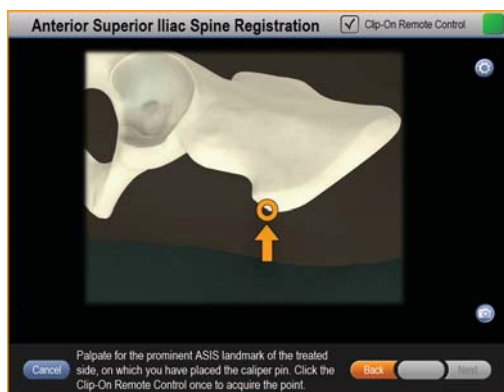 Anterior Superior Iliac Spine Registration
Clip-On Remote Control
Palpate for the prominent ASIS landmark of the treated
side, on which you have placed the caliper pin. Click the
Clip-On Remote Control once to acquire the point.
Cancel
Back
Next